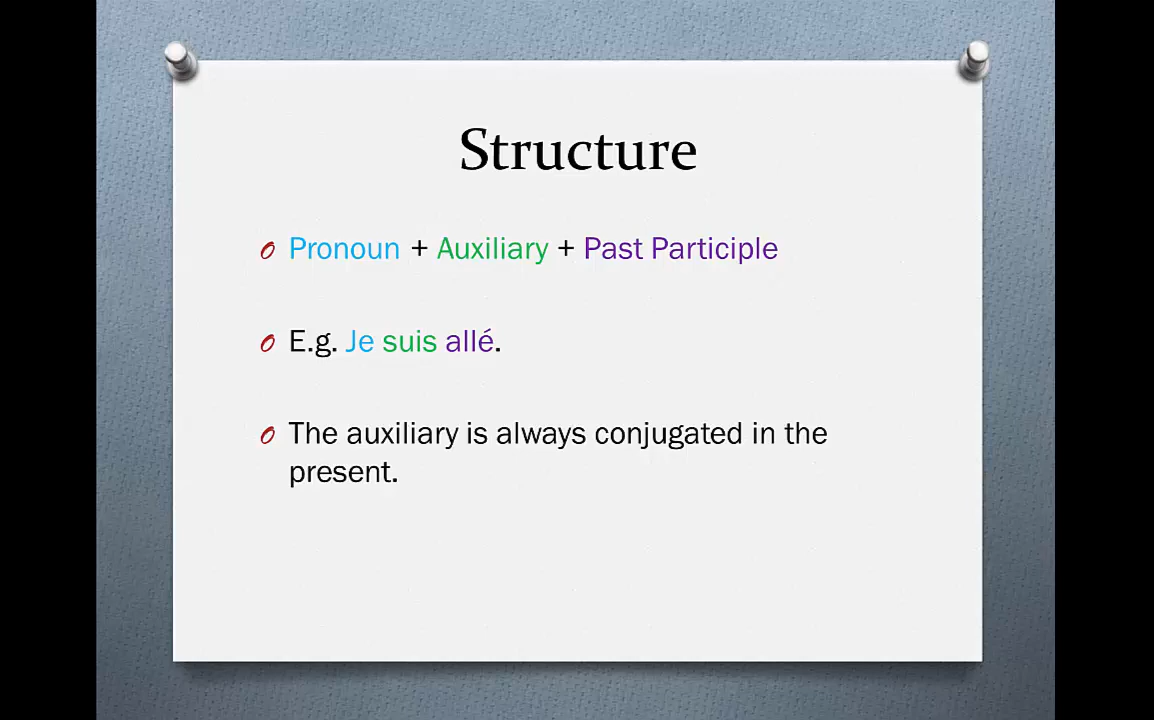 Structure
Pronoun + Auxiliary + Past Participle
E.g. Je suis allé.
The auxiliary is always conjugated in the
present.